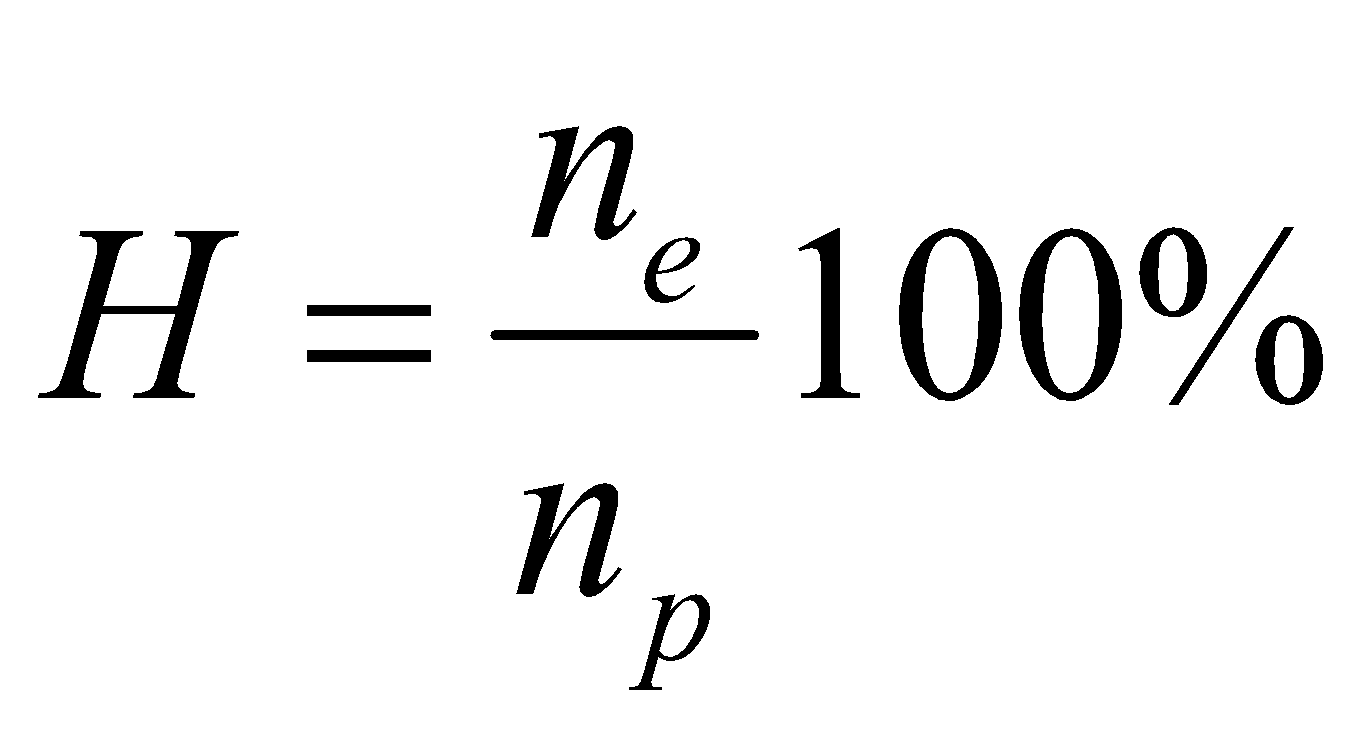 H = n_e/n_p 100%